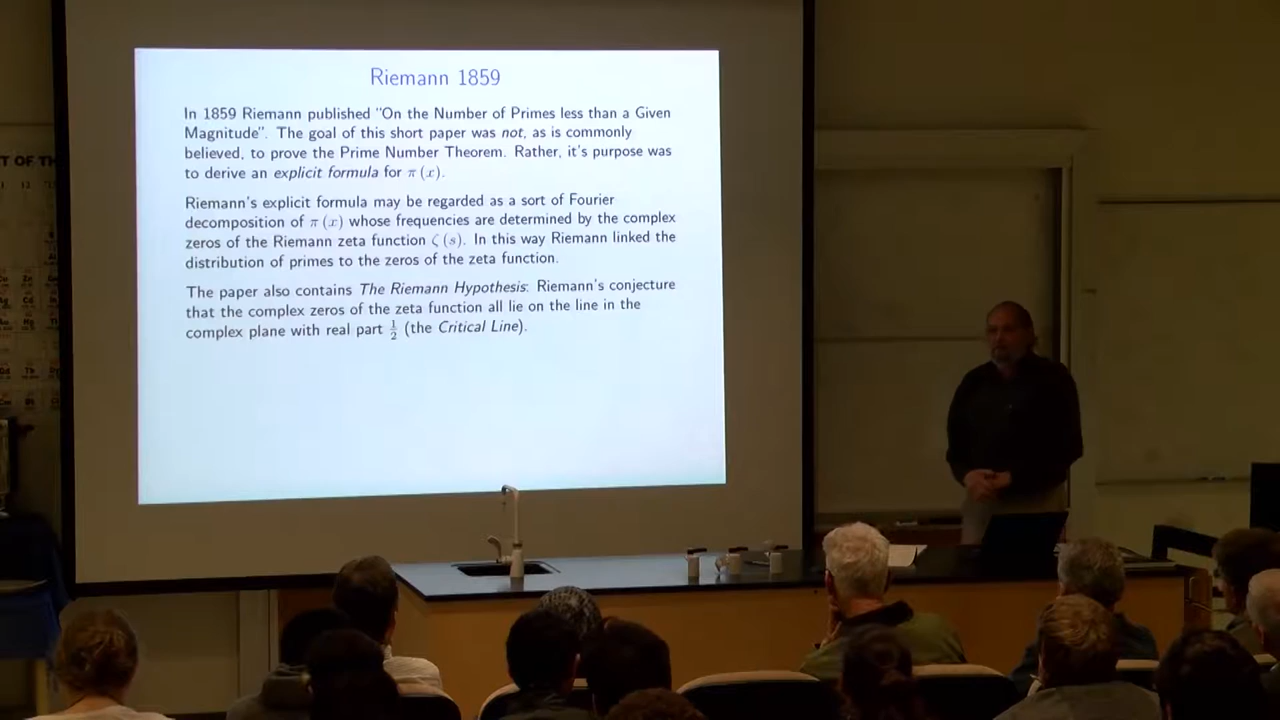 Riemann 1859
In 1859 Riemann published "On the Number of Primes less than a Given
Magnitude". The goal of this short paper was not, as is commonly
believed, to prove the Prime Number Theorem. Rather, it's purpose was
to derive an explicit formula for π (x).
Riemann's explicit formula may be regarded as a sort of Fourier
decomposition of π (x) whose frequencies are determined by the complex
zeros of the Riemann zeta function ζ (s). In this way Riemann linked the
distribution of primes to the zeros of the zeta function.
The paper also contains The Riemann Hypothesis: Riemann's conjecture
that the complex zeros of the zeta function all lie on the line in the
complex plane with real part 1/2 (the Critical Line).
T OF TH